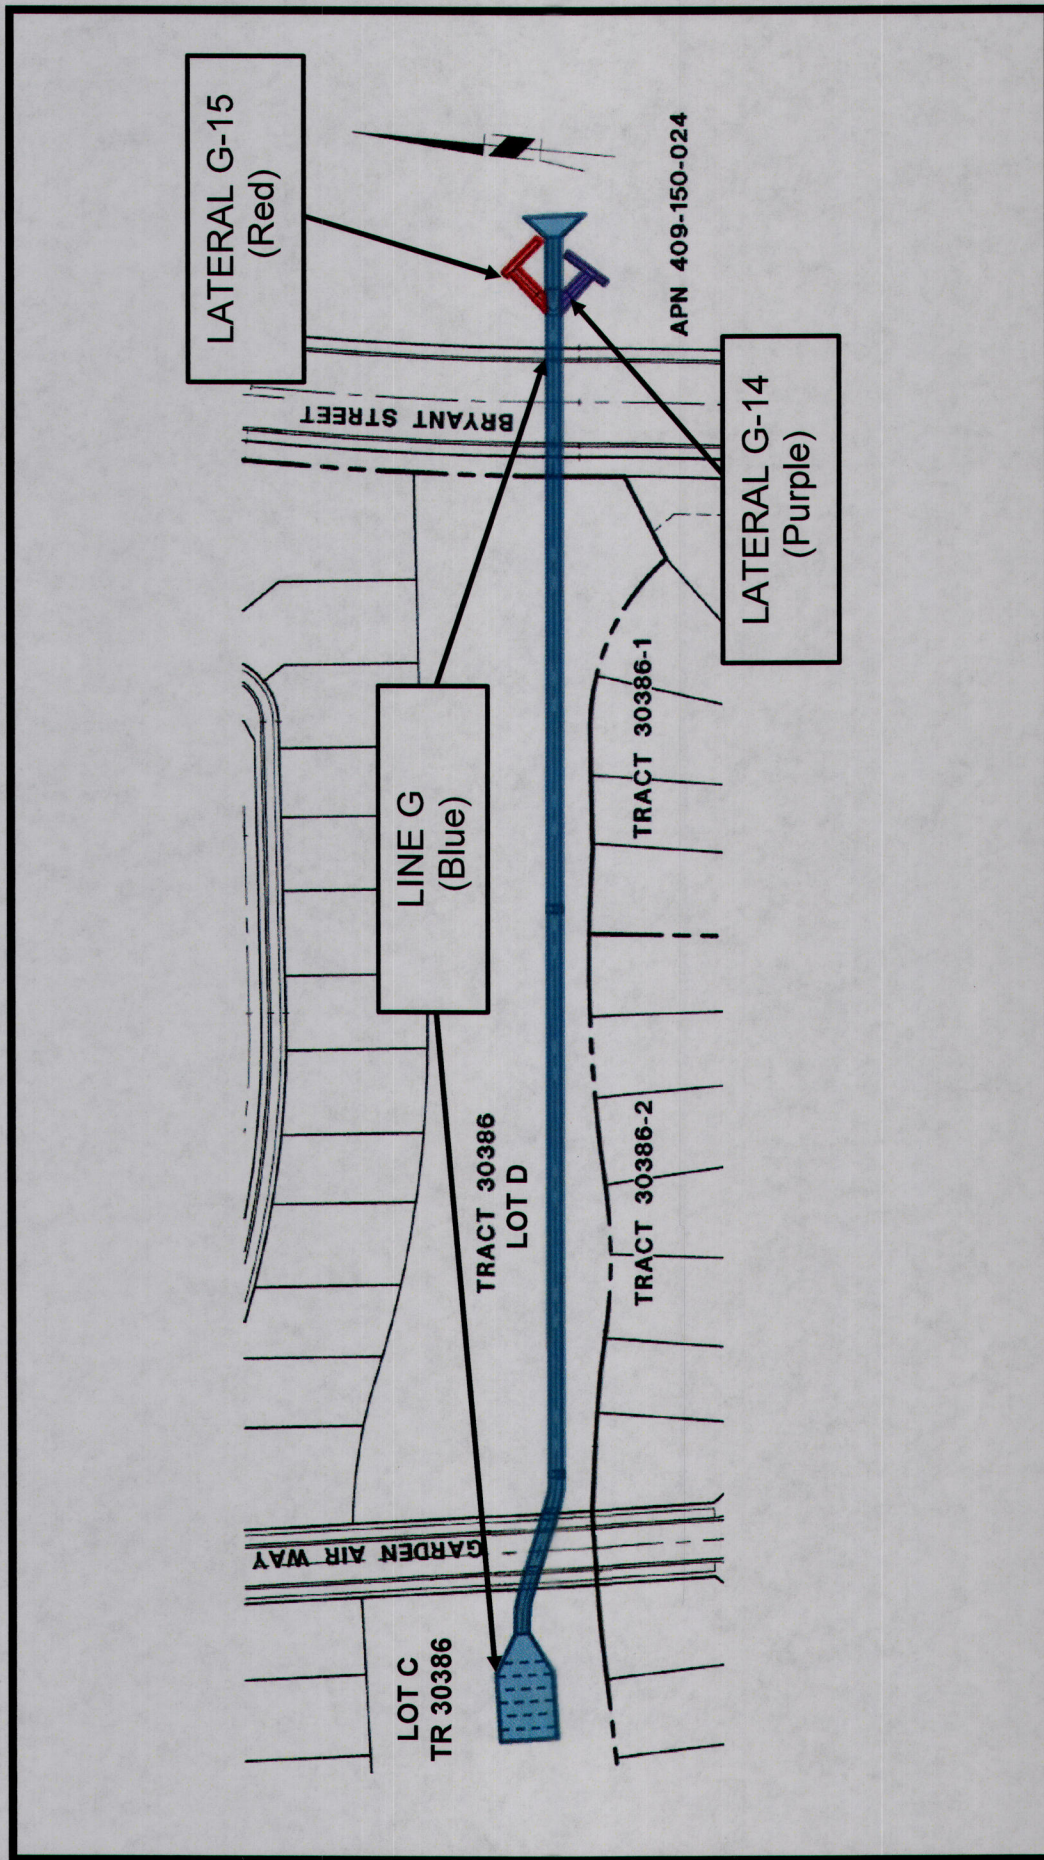 LOT C
TR 30386
GARDEN AIR WAY
TRACT 30386
LOT D
LINE G
(Blue)
TRACT 30386-2
TRACT 30386-1
BRYANT STREET
LATERAL G-15
(Red)
LATERAL G-14
(Purple)
APN 409-150-024